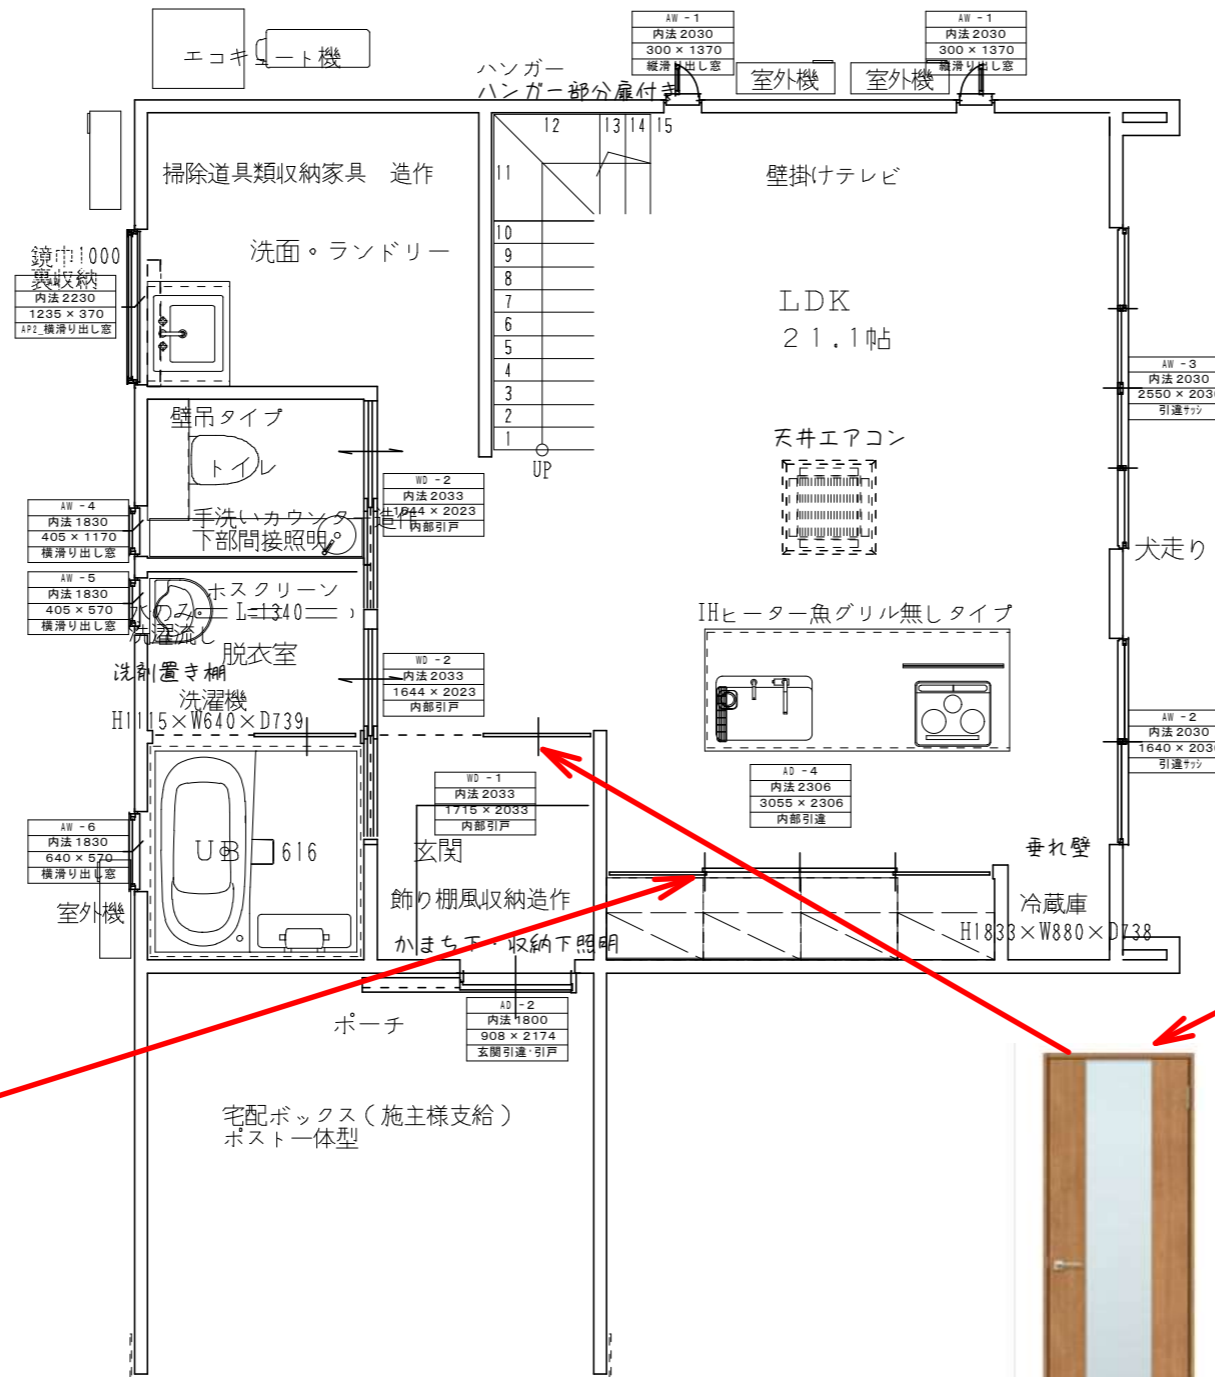 エコキュート機
ハンガー
ハンガー部分扉付き
AW -1
内法2030
300 × 1370
縦滑り出し窓
室外機
室外機
AW -1
内法2030
300 × 1370
縦滑り出し窓
掃除道具類収納家具　造作
洗面・ランドリー
鏡巾1000
裏収納
内法2230
1235 × 370
AP2_横滑り出し窓
12
13
14
15
11
10
9
8
7
6
5
4
3
2
1
UP
壁掛けテレビ
LDK
21.1帖
天井エアコン
AW -3
内法2030
2550 × 2030
引違サッシ
壁吊タイプ
トイレ
手洗いカウンター造作
下部間接照明
WD -2
内法2033
1644 × 2023
内部引戸
AW -4
内法1830
405 × 1170
横滑り出し窓
AW -5
内法1830
405 × 570
横滑り出し窓
ホスクリーン
L=1340
水のみ
洗濯流し
脱衣室
洗剤置き棚
洗濯機
H1115×W640×D739
WD -2
内法2033
1644 × 2023
内部引戸
犬走り
IHヒーター魚グリル無しタイプ
AW -2
内法2030
1640 × 2030
引違サッシ
WD -1
内法2033
1715 × 2033
内部引戸
AD -4
内法2306
3055 × 2306
内部引違
AW -6
内法1830
640 × 570
横滑り出し窓
室外機
UB
1616
玄関
飾り棚風収納造作
かまち下・収納下照明
垂れ壁
冷蔵庫
H1833×W880×D738
ポーチ
AD -2
内法1800
908 × 2174
玄関引違・引戸
宅配ボックス（施主様支給）
ポスト一体型